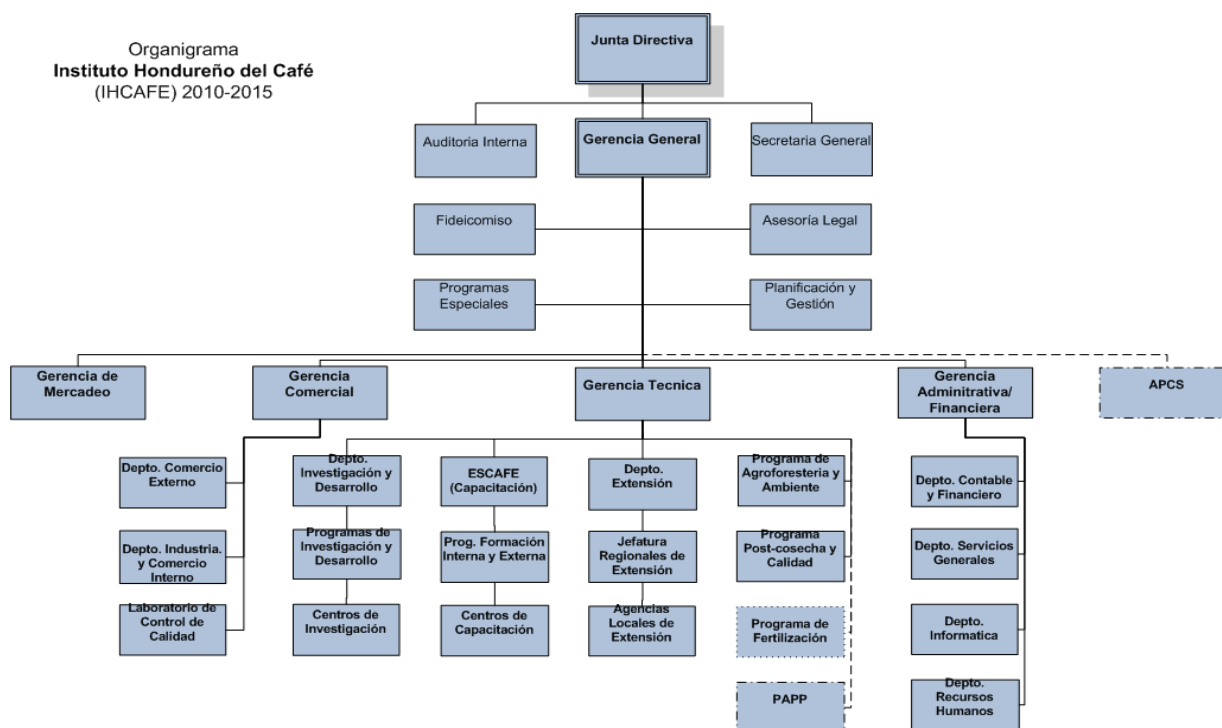 Organigrama
Instituto Hondureño del Café
(IHCAFE) 2010-2015
Junta Directiva
Auditoria Interna
Gerencia General
Secretaria General
Fideicomiso
Asesoría Legal
Programas
Especiales
Planificación y
Gestión
Gerencia de
Mercadeo
Gerencia
Comercial
Gerencia Tecnica
Gerencia
Adminitrativa/
Financiera
APCS
Depto. Comercio
Externo
Depto.
Investigación y
Desarrollo
ESCAFE
(Capacitación)
Depto.
Extensión
Programa de
Agroforesteria y
Ambiente
Depto. Contable
y Financiero
Depto. Industria.
y Comercio
Interno
Programas de
Investigación y
Desarrollo
Prog. Formación
Interna y Externa
Jefatura
Regionales de
Extensión
Programa
Post-cosecha y
Calidad
Depto. Servicios
Generales
Laboratorio de
Control de
Calidad
Centros de
Investigación
Centros de
Capacitación
Agencias
Locales de
Extensión
Programa de
Fertilización
Depto.
Informatica
PAPP
Depto.
Recursos
Humanos